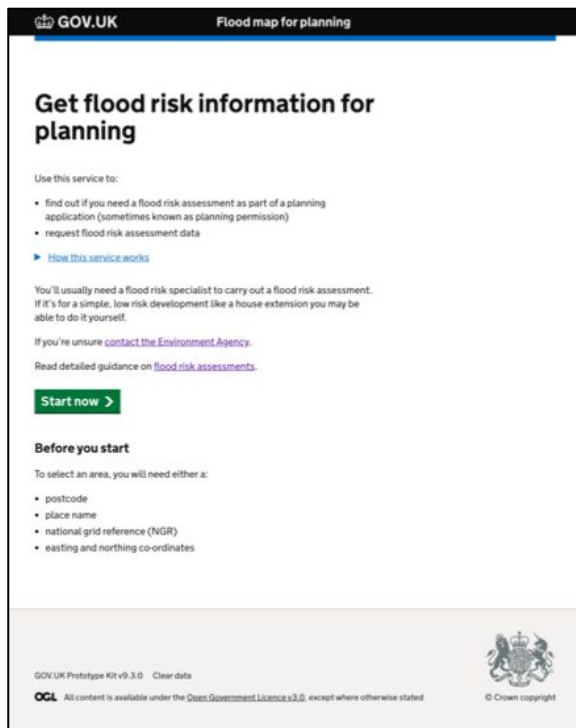 GOV.UK Flood map for planning
Get flood risk information for
planning
Use this service to:
• find out if you need a flood risk assessment as part of a planning
application (sometimes known as planning permission)
• request flood risk assessment data
▶ How this service works
You'll usually need a flood risk specialist to carry out a flood risk assessment.
If it's for a simple, low risk development like a house extension you may be
able to do it yourself.
If you're unsure contact the Environment Agency.
Read detailed guidance on flood risk assessments.
Start now >
Before you start
To select an area, you will need either a:
• postcode
• place name
• national grid reference (NGR)
• easting and northing co-ordinates
GOV.UK Prototype Kit v9.3.0 Clear data
OGL All content is available under the Open Government Licence v3.0, except where otherwise stated
© Crown copyright